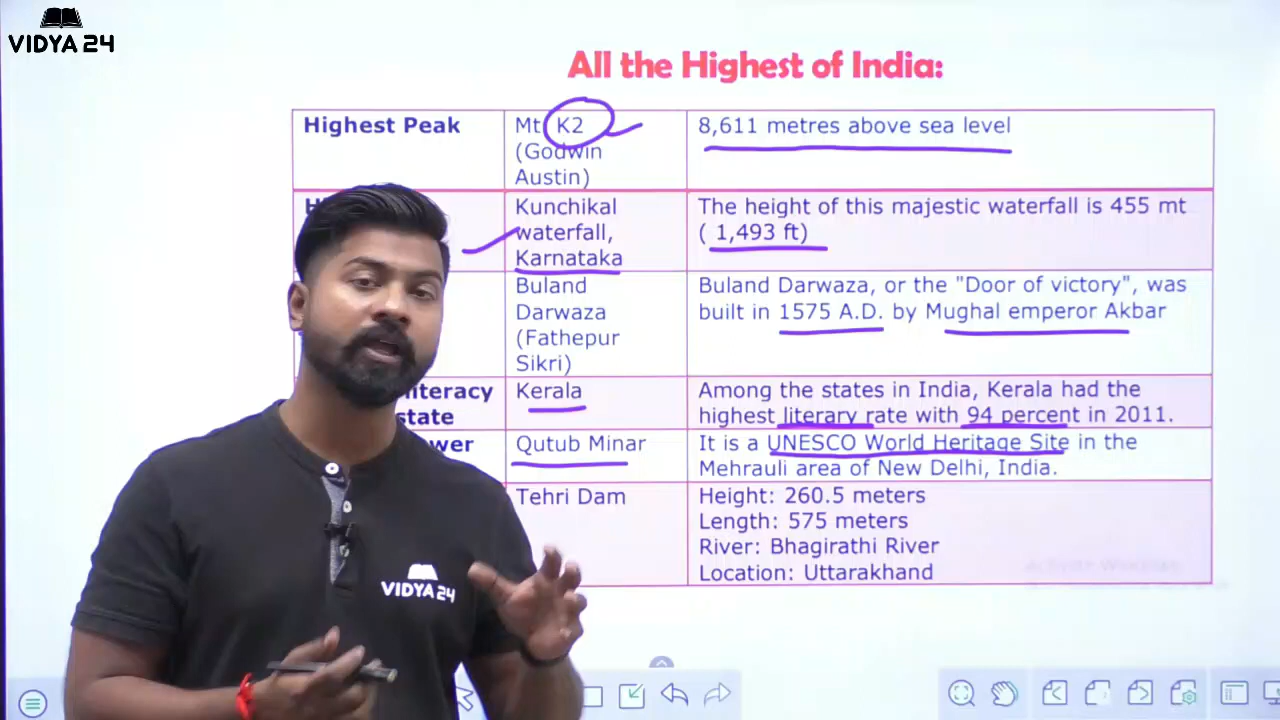 VIDYA 24
All the Highest of India:
Highest Peak
Mt K2
(Godwin
Austin)
8,611 metres above sea level
Kunchikal
waterfall,
Karnataka
The height of this majestic waterfall is 455 mt
( 1,493 ft)
Buland
Darwaza
(Fathepur
Sikri)
Buland Darwaza, or the "Door of victory", was
built in 1575 A.D. by Mughal emperor Akbar
literacy
state
Kerala
Among the states in India, Kerala had the
highest literary rate with 94 percent in 2011.
Qutub Minar
It is a UNESCO World Heritage Site in the
Mehrauli area of New Delhi, India.
Tehri Dam
Height: 260.5 meters
Length: 575 meters
River: Bhagirathi River
Location: Uttarakhand
VIDYA 24